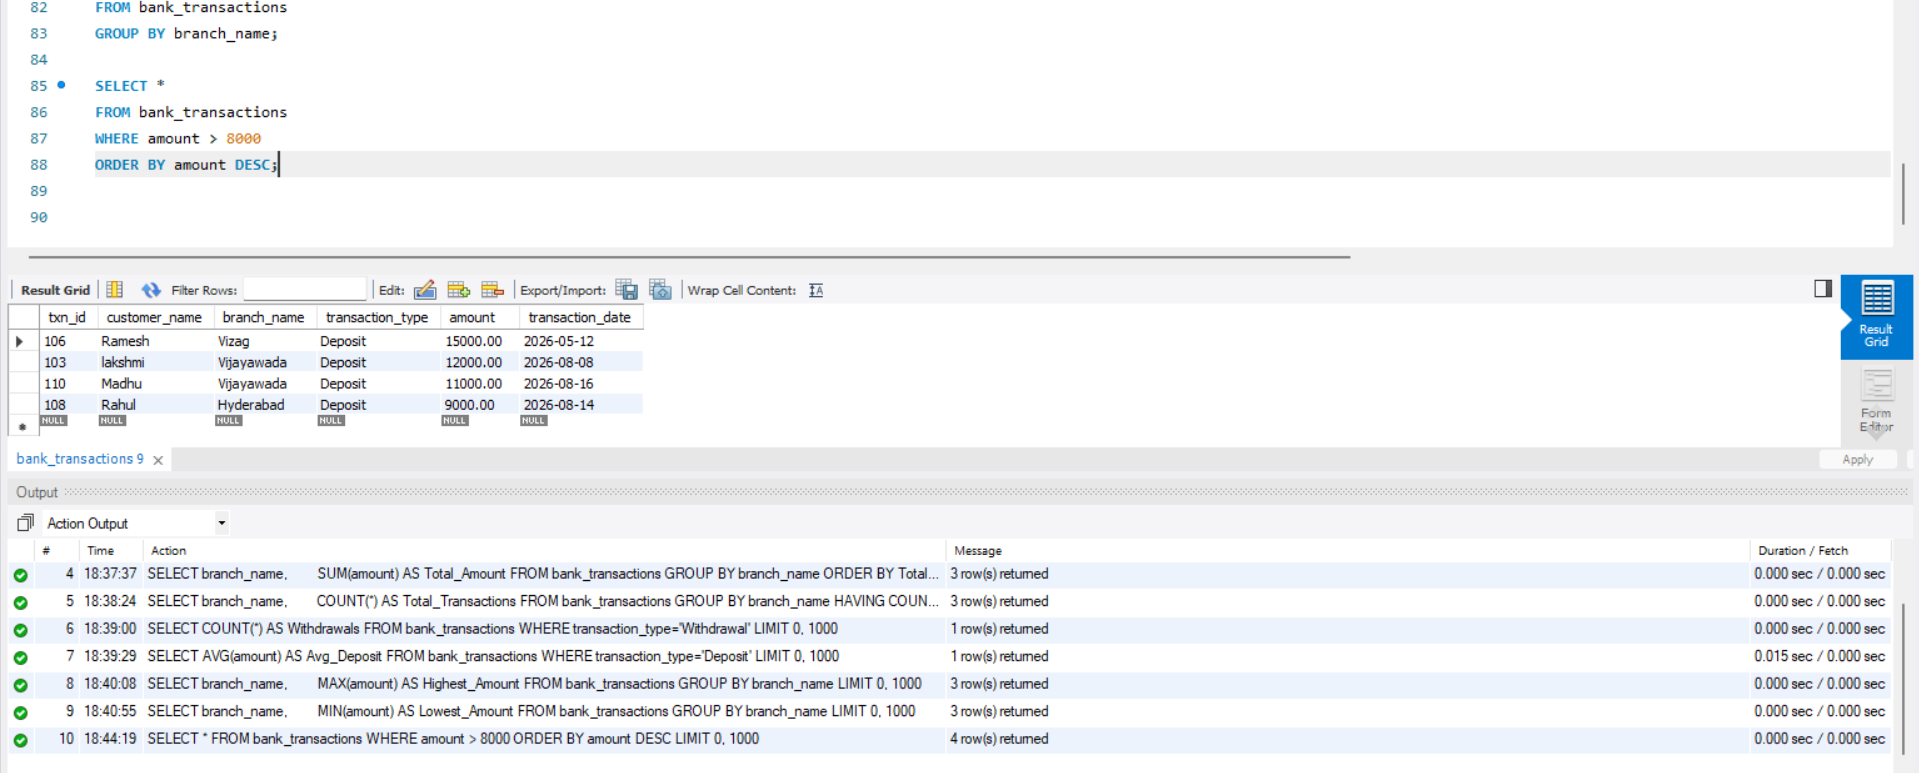 82 FROM bank_transactions
83 GROUP BY branch_name;
84
85 SELECT *
86 FROM bank_transactions
87 WHERE amount > 8000
88 ORDER BY amount DESC;
89
90
Result Grid Filter Rows: Edit: Export/Import: Wrap Cell Content:
txn_id customer_name branch_name transaction_type amount transaction_date
106 Ramesh Vizag Deposit 15000.00 2026-05-12
103 lakshmi Vijayawada Deposit 12000.00 2026-08-08
110 Madhu Vijayawada Deposit 11000.00 2026-08-16
108 Rahul Hyderabad Deposit 9000.00 2026-08-14
NULL NULL NULL NULL NULL NULL
Result
Grid
Form
Editor
bank_transactions 9
Apply
Output
Action Output
# Time Action Message Duration / Fetch
4 18:37:37 SELECT branch_name, SUM(amount) AS Total_Amount FROM bank_transactions GROUP BY branch_name ORDER BY Total... 3 row(s) returned 0.000 sec / 0.000 sec
5 18:38:24 SELECT branch_name, COUNT(*) AS Total_Transactions FROM bank_transactions GROUP BY branch_name HAVING COUN... 3 row(s) returned 0.000 sec / 0.000 sec
6 18:39:00 SELECT COUNT(*) AS Withdrawals FROM bank_transactions WHERE transaction_type='Withdrawal' LIMIT 0, 1000 1 row(s) returned 0.000 sec / 0.000 sec
7 18:39:29 SELECT AVG(amount) AS Avg_Deposit FROM bank_transactions WHERE transaction_type='Deposit' LIMIT 0, 1000 1 row(s) returned 0.015 sec / 0.000 sec
8 18:40:08 SELECT branch_name, MAX(amount) AS Highest_Amount FROM bank_transactions GROUP BY branch_name LIMIT 0, 1000 3 row(s) returned 0.000 sec / 0.000 sec
9 18:40:55 SELECT branch_name, MIN(amount) AS Lowest_Amount FROM bank_transactions GROUP BY branch_name LIMIT 0, 1000 3 row(s) returned 0.000 sec / 0.000 sec
10 18:44:19 SELECT * FROM bank_transactions WHERE amount > 8000 ORDER BY amount DESC LIMIT 0, 1000 4 row(s) returned 0.000 sec / 0.000 sec